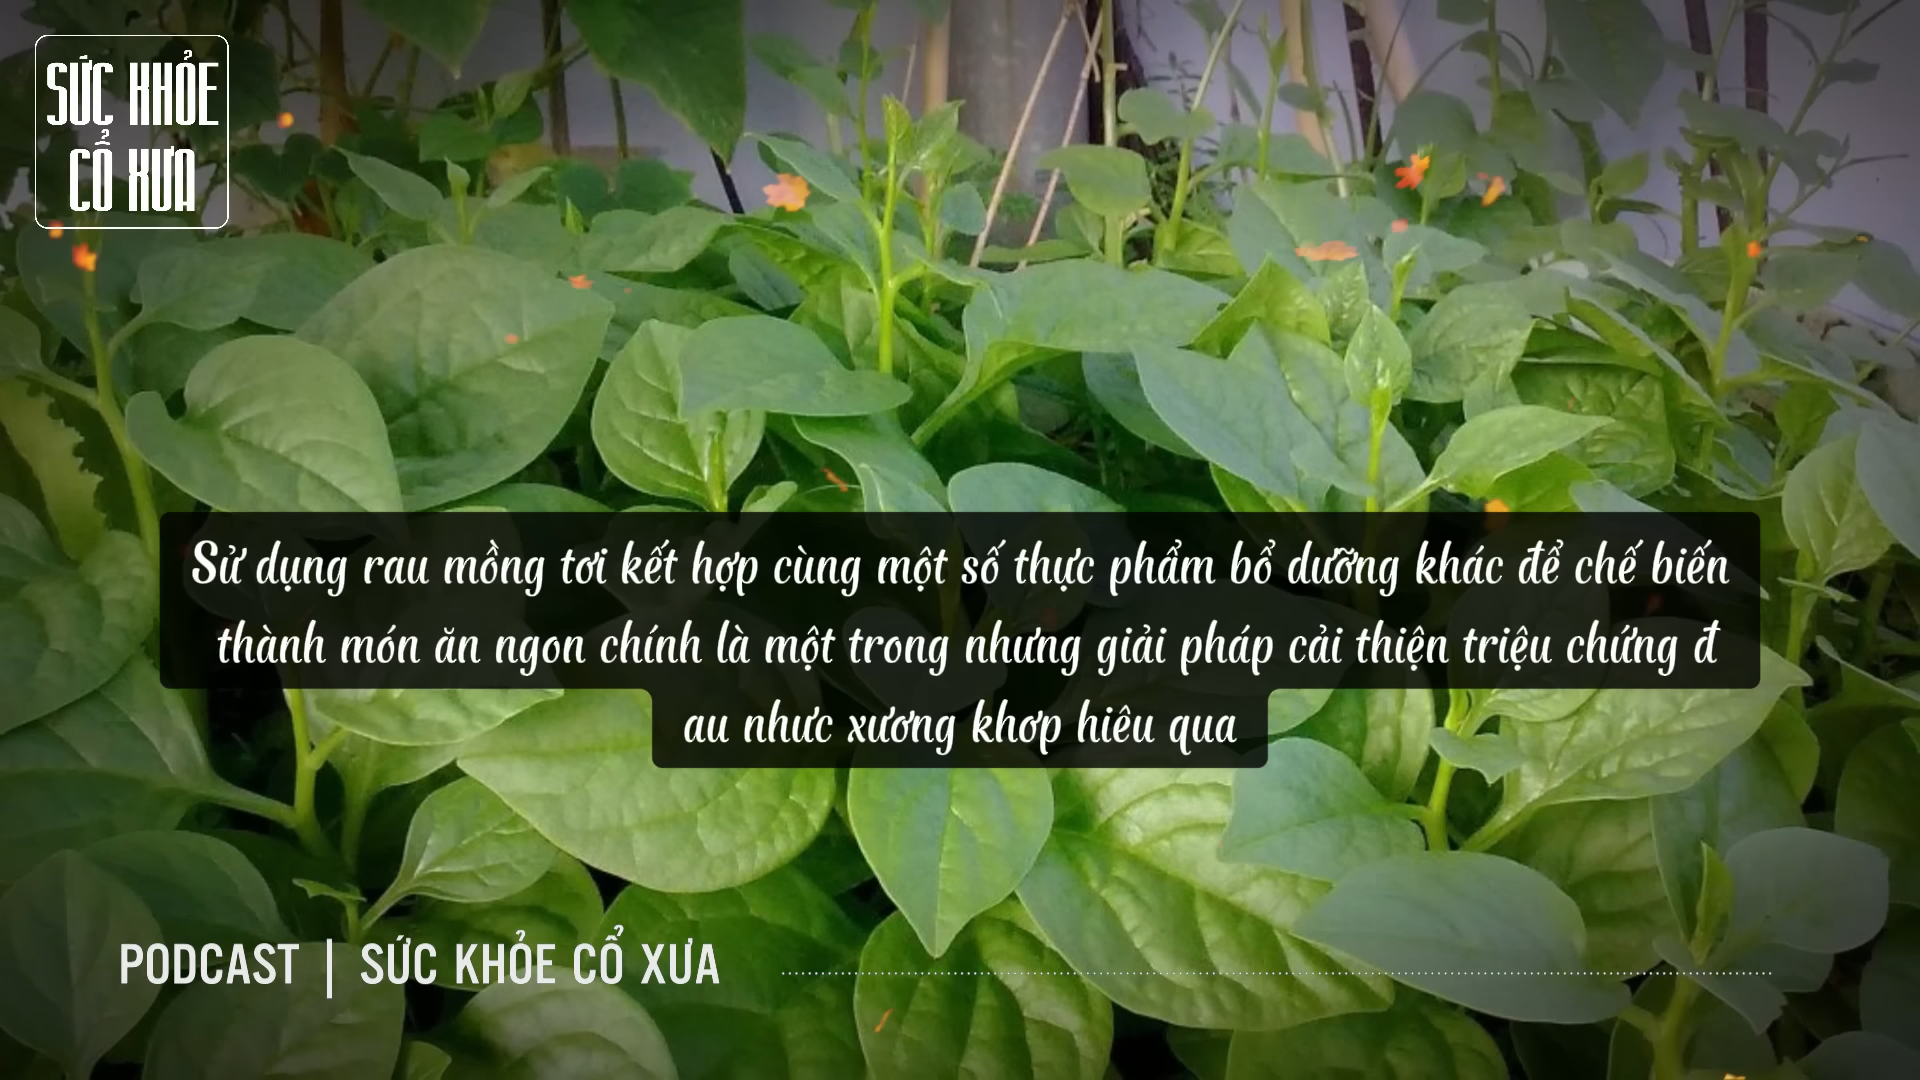 SỨC KHỎE
CỔ XƯA
Sử dụng rau mồng tơi kết hợp cùng một số thực phẩm bổ dưỡng khác để chế biến
thành món ăn ngon chính là một trong nhưng giải pháp cải thiện triệu chứng đ
au nhưc xương khơp hiêu qua
PODCAST | SỨC KHỎE CỔ XƯA